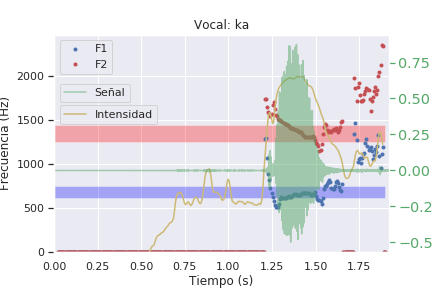 Vocal: ka
F1
F2
Señal
Intensidad
Frecuencia (Hz)
2000
1500
1000
500
0
0.75
0.50
0.25
0.00
−0.2
−0.5
0.00 0.25 0.50 0.75 1.00 1.25 1.50 1.75
Tiempo (s)